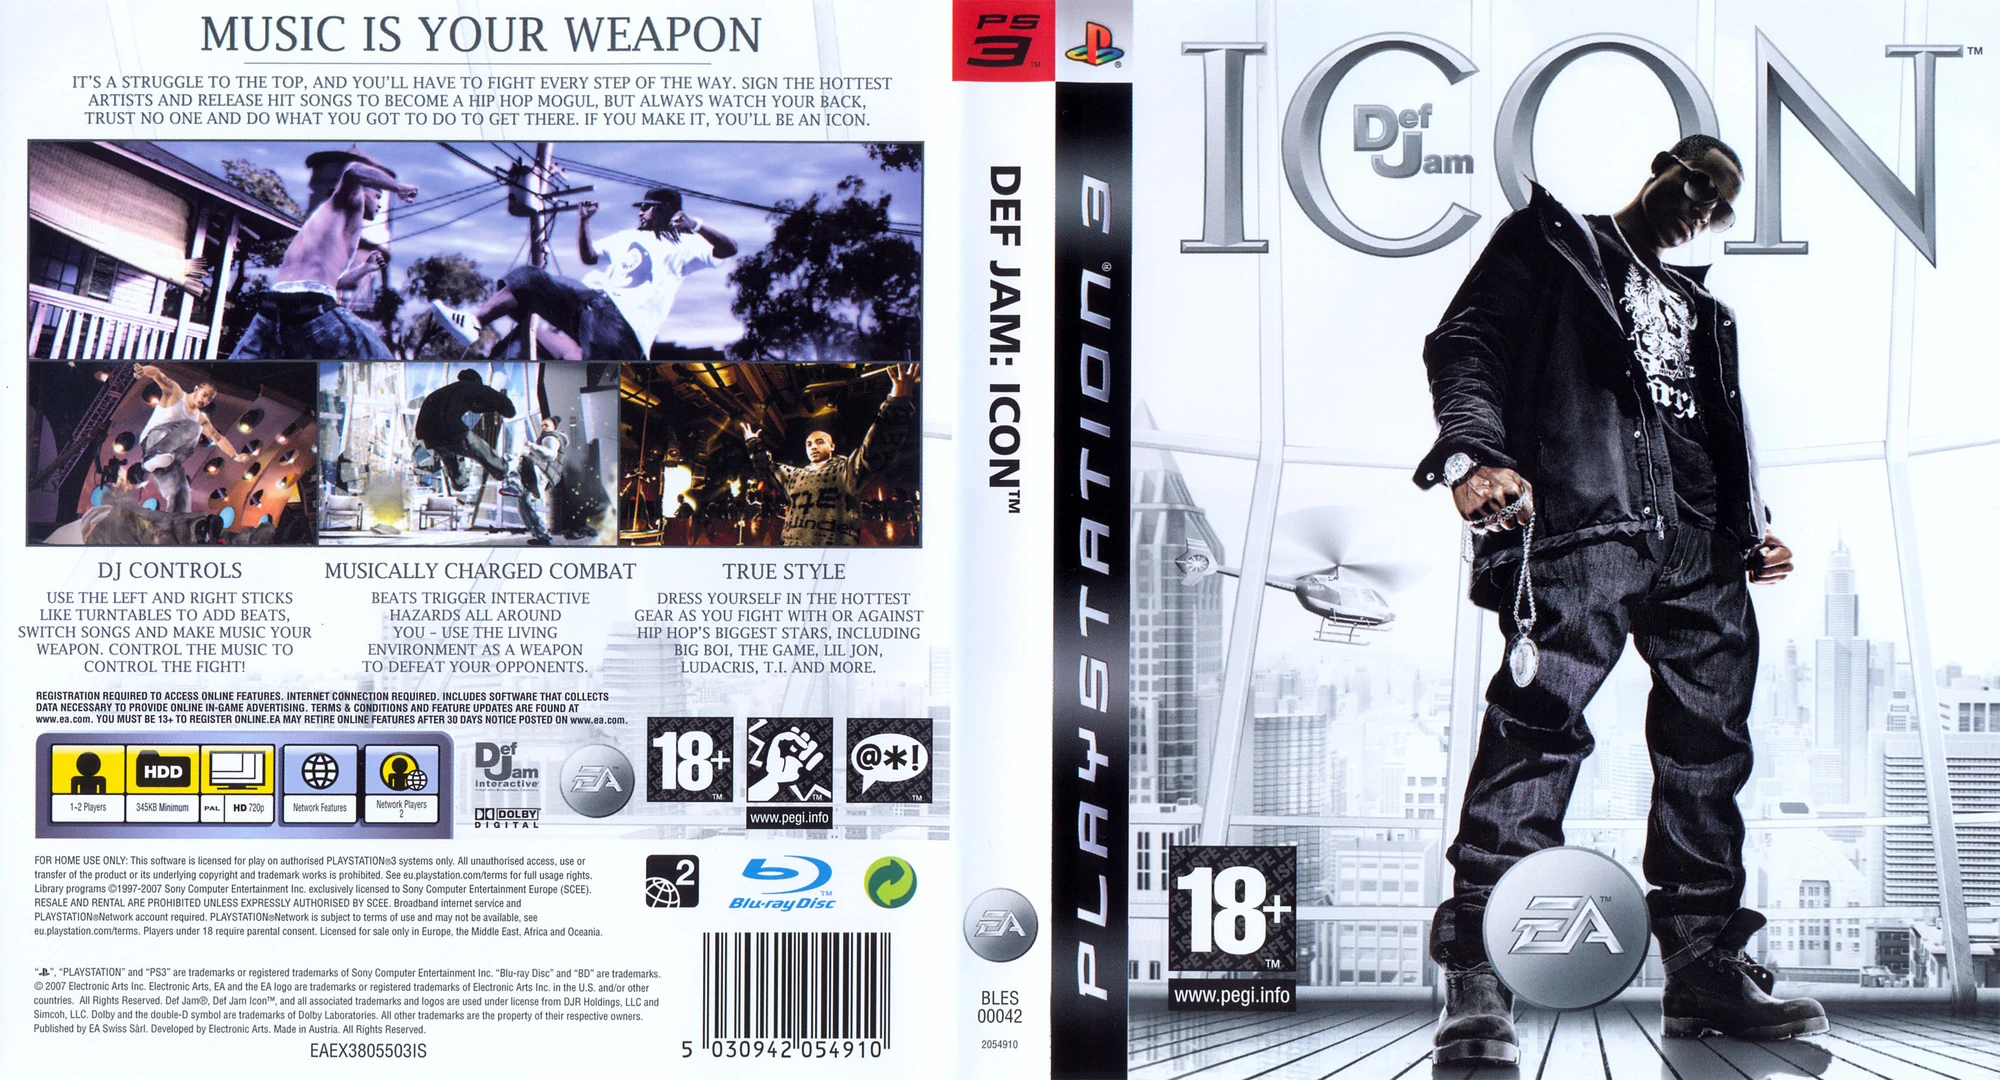 MUSIC IS YOUR WEAPON
IT'S A STRUGGLE TO THE TOP, AND YOU'LL HAVE TO FIGHT EVERY STEP OF THE WAY. SIGN THE HOTTEST
ARTISTS AND RELEASE HIT SONGS TO BECOME A HIP HOP MOGUL, BUT ALWAYS WATCH YOUR BACK,
TRUST NO ONE AND DO WHAT YOU GOT TO DO TO GET THERE. IF YOU MAKE IT, YOU'LL BE AN ICON.
DJ CONTROLS
USE THE LEFT AND RIGHT STICKS
LIKE TURNTABLES TO ADD BEATS,
SWITCH SONGS AND MAKE MUSIC YOUR
WEAPON. CONTROL THE MUSIC TO
CONTROL THE FIGHT!
MUSICALLY CHARGED COMBAT
BEATS TRIGGER INTERACTIVE
HAZARDS ALL AROUND
YOU – USE THE LIVING
ENVIRONMENT AS A WEAPON
TO DEFEAT YOUR OPPONENTS.
TRUE STYLE
DRESS YOURSELF IN THE HOTTEST
GEAR AS YOU FIGHT WITH OR AGAINST
HIP HOP'S BIGGEST STARS, INCLUDING
BIG BOI, THE GAME, LIL JON,
LUDACRIS, T.I. AND MORE.
REGISTRATION REQUIRED TO ACCESS ONLINE FEATURES. INTERNET CONNECTION REQUIRED. INCLUDES SOFTWARE THAT COLLECTS
DATA NECESSARY TO PROVIDE ONLINE IN-GAME ADVERTISING. TERMS & CONDITIONS AND FEATURE UPDATES ARE FOUND AT
www.ea.com. YOU MUST BE 13+ TO REGISTER ONLINE.EA MAY RETIRE ONLINE FEATURES AFTER 30 DAYS NOTICE POSTED ON www.ea.com.
HDD
1-2 Players
345KB Minimum
PAL
HD 720p
Network Features
Network Players
2
Def
Jam
interactive
DOLBY
DIGITAL
EA
18+
TM
TM
@*!
TM
www.pegi.info
FOR HOME USE ONLY: This software is licensed for play on authorised PLAYSTATION®3 systems only. All unauthorised access, use or
transfer of the product or its underlying copyright and trademark works is prohibited. See eu.playstation.com/terms for full usage rights.
Library programs ©1997-2007 Sony Computer Entertainment Inc. exclusively licensed to Sony Computer Entertainment Europe (SCEE).
RESALE AND RENTAL ARE PROHIBITED UNLESS EXPRESSLY AUTHORISED BY SCEE. Broadband internet service and
PLAYSTATION®Network account required. PLAYSTATION®Network is subject to terms of use and may not be available, see
eu.playstation.com/terms. Players under 18 require parental consent. Licensed for sale only in Europe, the Middle East, Africa and Oceania.
2
Blu-ray Disc
TM
"", "PLAYSTATION" and "PS3" are trademarks or registered trademarks of Sony Computer Entertainment Inc. "Blu-ray Disc" and "BD" are trademarks.
© 2007 Electronic Arts Inc. Electronic Arts, EA and the EA logo are trademarks or registered trademarks of Electronic Arts Inc. in the U.S. and/or other
countries. All Rights Reserved. Def Jam®, Def Jam Icon™, and all associated trademarks and logos are used under license from DJR Holdings, LLC and
Simcoh, LLC. Dolby and the double-D symbol are trademarks of Dolby Laboratories. All other trademarks are the property of their respective owners.
Published by EA Swiss Sàrl. Developed by Electronic Arts. Made in Austria. All Rights Reserved.
EAEX3805503IS
5 030942 054910
PS3™
DEF JAM: ICON™
EA
BLES
00042
2054910
®
PLAYSTATION®3
ICON™
Def
Jam
18+
TM
www.pegi.info
EA™